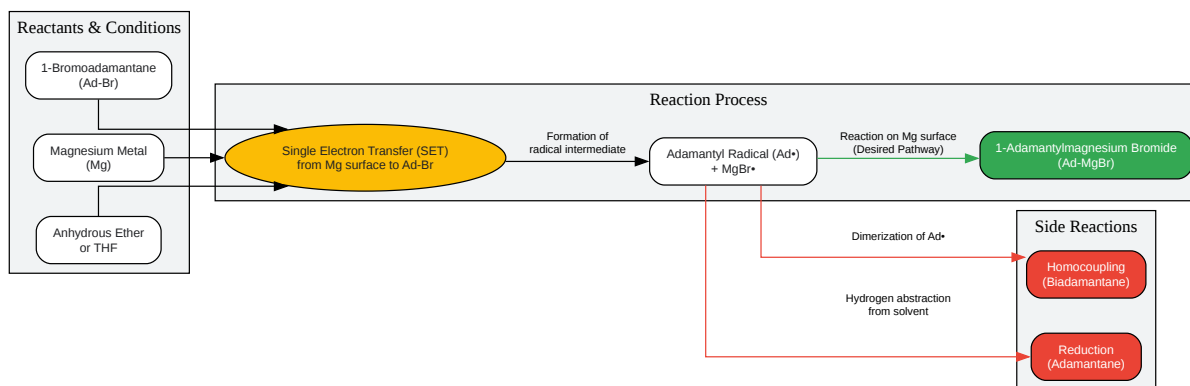 Reactants & Conditions
1-Bromoadamantane
(Ad-Br)
Magnesium Metal
(Mg)
Anhydrous Ether
or THF
Reaction Process
Single Electron Transfer (SET)
from Mg surface to Ad-Br
Formation of
radical intermediate
Adamantyl Radical (Ad•)
+ MgBr•
Reaction on Mg surface
(Desired Pathway)
1-Adamantylmagnesium Bromide
(Ad-MgBr)
Side Reactions
Dimerization of Ad•
Homocoupling
(Biadamantane)
Hydrogen abstraction
from solvent
Reduction
(Adamantane)